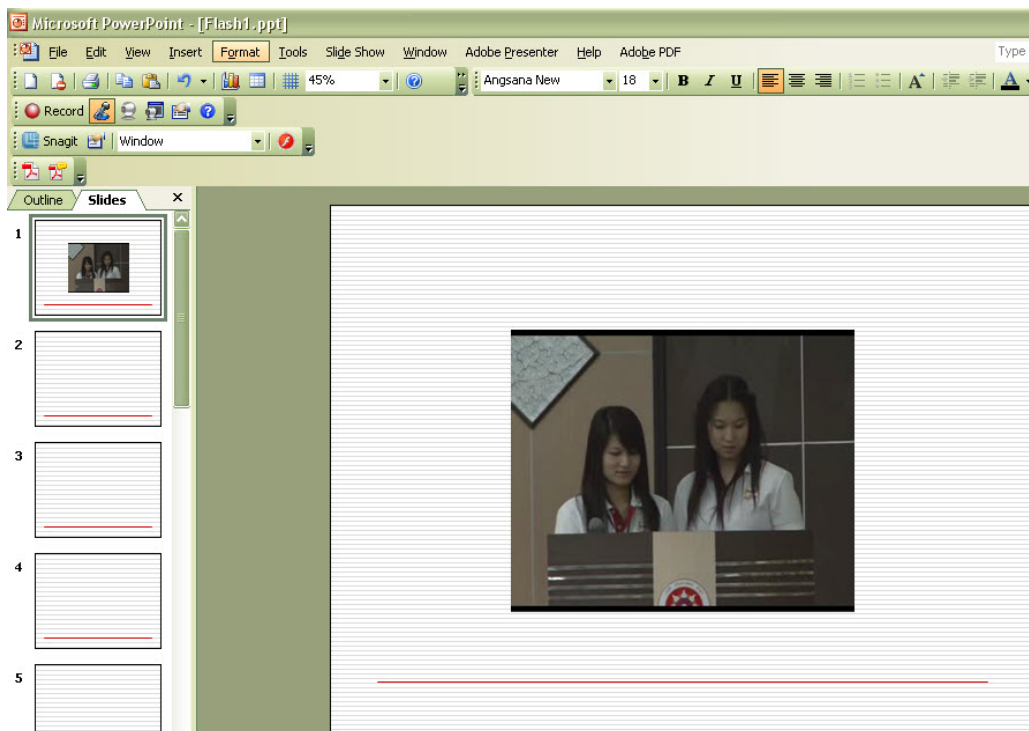 Microsoft PowerPoint - [Flash1.ppt]
File Edit View Insert Format Tools Slide Show Window Adobe Presenter Help Adobe PDF Type
45% Angsana New 18 B I U A A
Record
Snagit Window
Outline Slides
1
2
3
4
5